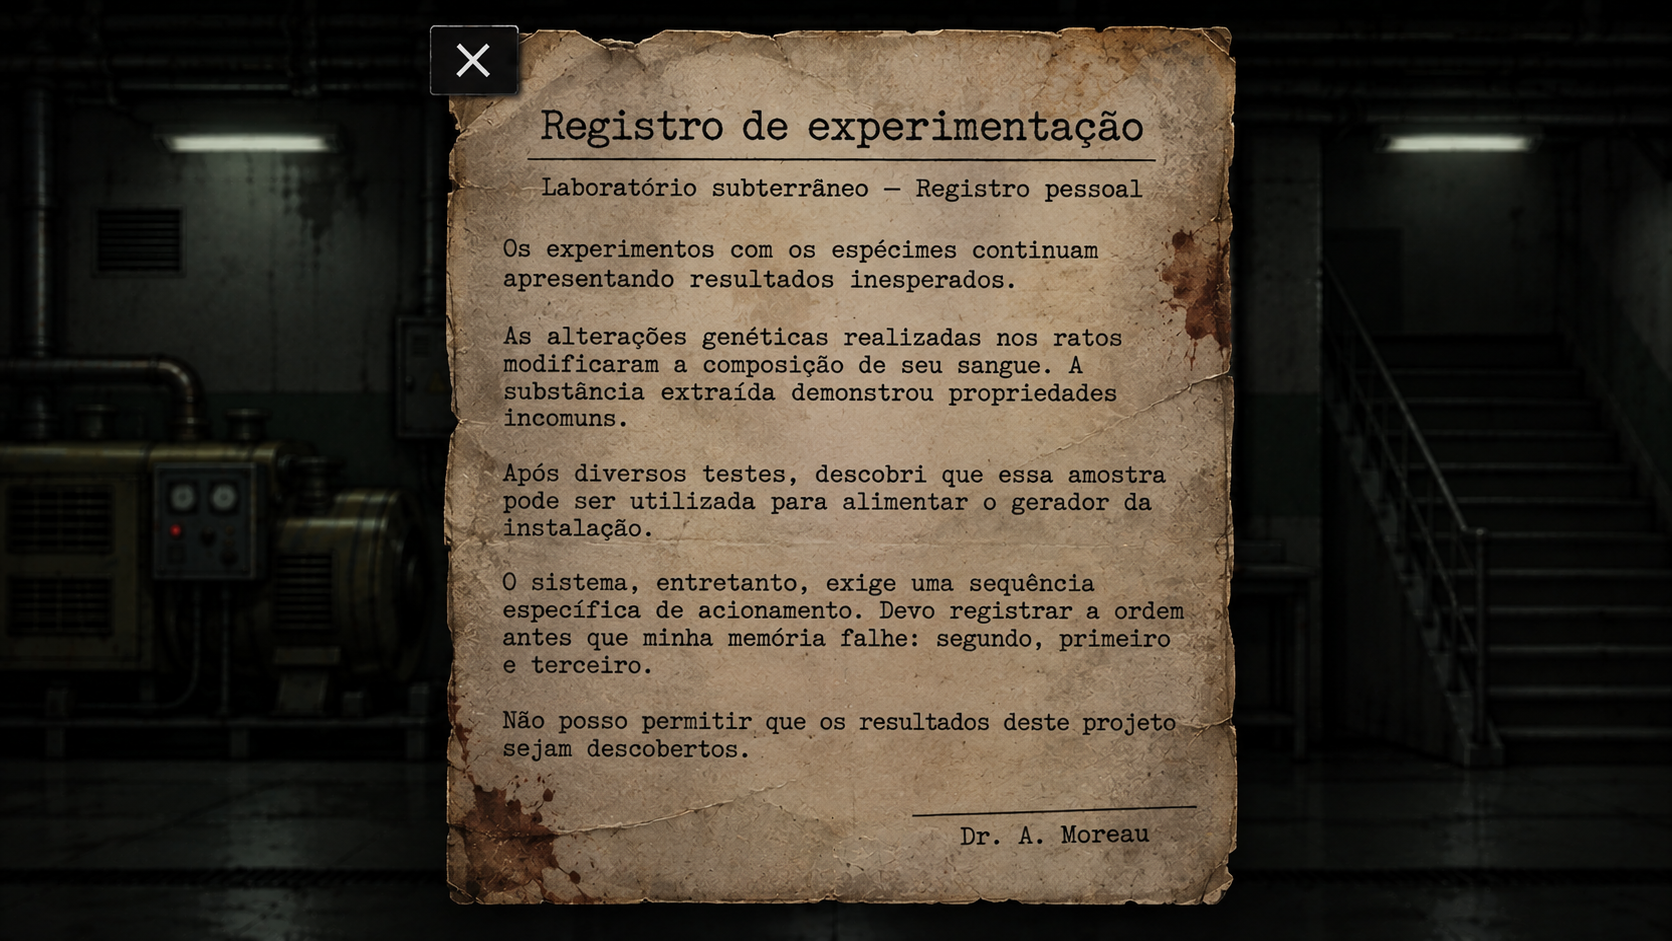 Registro de experimentação
Laboratório subterrâneo — Registro pessoal
Os experimentos com os espécimes continuam
apresentando resultados inesperados.
As alterações genéticas realizadas nos ratos
modificaram a composição de seu sangue. A
substância extraída demonstrou propriedades
incomuns.
Após diversos testes, descobri que essa amostra
pode ser utilizada para alimentar o gerador da
instalação.
O sistema, entretanto, exige uma sequência
específica de acionamento. Devo registrar a ordem
antes que minha memória falhe: segundo, primeiro
e terceiro.
Não posso permitir que os resultados deste projeto
sejam descobertos.
Dr. A. Moreau